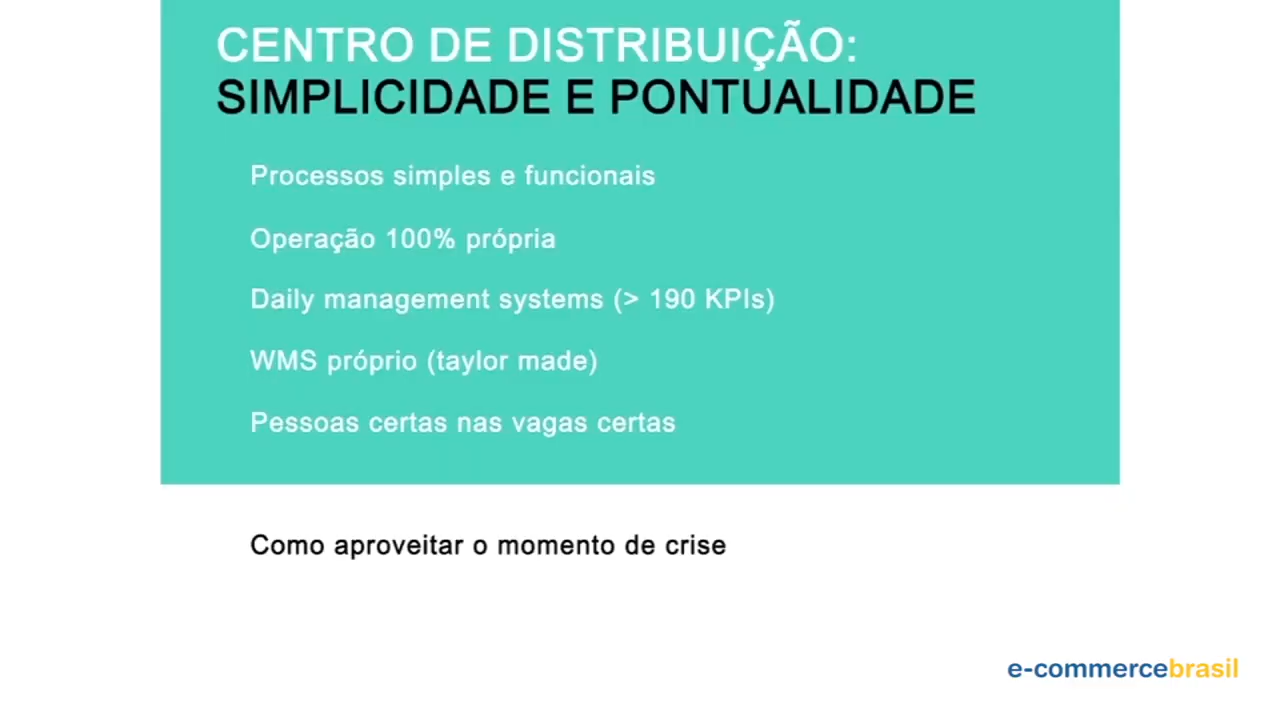 CENTRO DE DISTRIBUIÇÃO:
SIMPLICIDADE E PONTUALIDADE
Processos simples e funcionais
Operação 100% própria
Daily management systems (> 190 KPIs)
WMS próprio (taylor made)
Pessoas certas nas vagas certas
Como aproveitar o momento de crise
e-commercebrasil